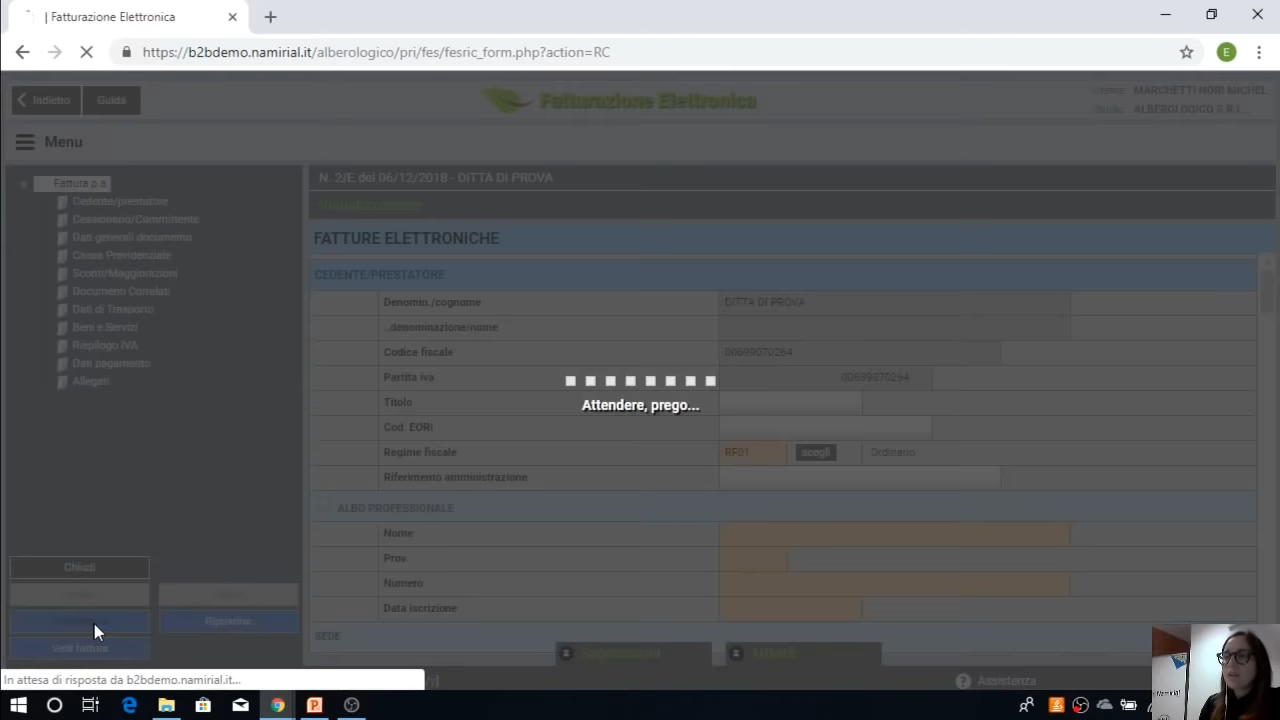 | Fatturazione Elettronica
https://b2bdemo.namirial.it/alberologico/pri/fes/fesric_form.php?action=RC
E
Indietro
Guida
Fatturazione Elettronica
MARCHETTI NORI MICHEL
ALBEROLOGICO S.R.L...
Menu
Fattura p.a
Cedente/prestatore
Cessionario/Committente
Dati generali documento
Cassa Previdenziale
Sconti/Maggiorazioni
Documenti Correlati
Dati di Trasporto
Beni e Servizi
Riepilogo IVA
Dati pagamento
Allegati
N. 2/E del 06/12/2018 - DITTA DI PROVA
FATTURE ELETTRONICHE
CEDENTE/PRESTATORE
Denomin./cognome DITTA DI PROVA
..denominazione/nome
Codice fiscale 00699070264
Partita iva 00699070264
Titolo
Cod. EORI
Regime fiscale RF01 scegli Ordinario
Riferimento amministrazione
ALBO PROFESSIONALE
Nome
Prov.
Numero
Data iscrizione
SEDE
Attendere, prego...
Chiudi
Ripristina
Vedi fattura
In attesa di risposta da b2bdemo.namirial.it...
Assistenza